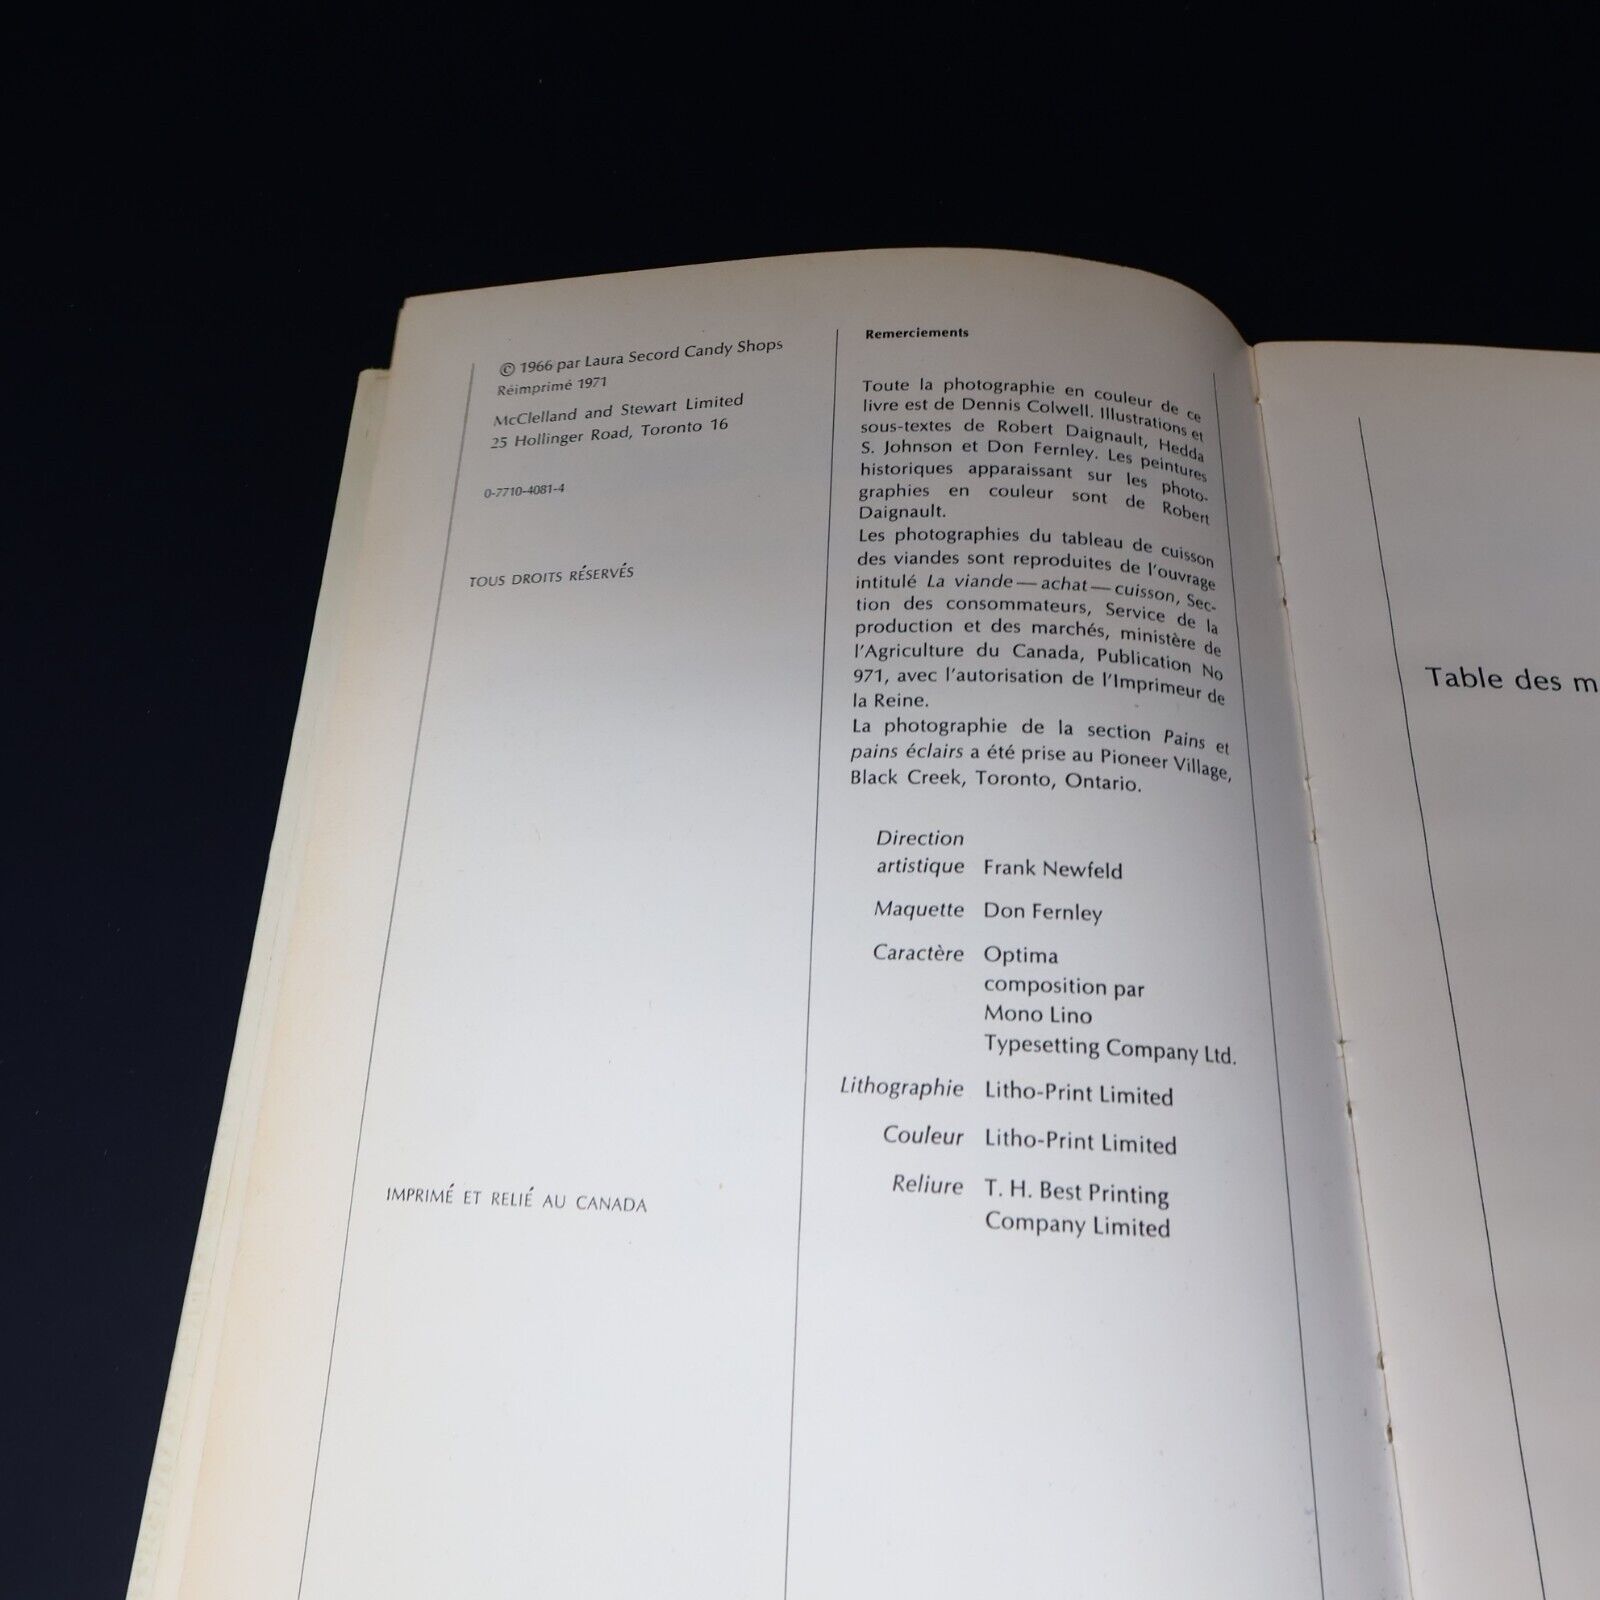 © 1966 par Laura Secord Candy Shops
Réimprimé 1971
McClelland and Stewart Limited
25 Hollinger Road, Toronto 16
0-7710-4081-4
TOUS DROITS RÉSERVÉS
IMPRIMÉ ET RELIÉ AU CANADA
Remerciements
Toute la photographie en couleur de ce
livre est de Dennis Colwell. Illustrations et
sous-textes de Robert Daignault, Hedda
S. Johnson et Don Fernley. Les peintures
historiques apparaissant sur les photo-
graphies en couleur sont de Robert
Daignault.
Les photographies du tableau de cuisson
des viandes sont reproduites de l'ouvrage
intitulé La viande — achat — cuisson, Sec-
tion des consommateurs, Service de la
production et des marchés, ministère de
l'Agriculture du Canada, Publication No
971, avec l'autorisation de l'Imprimeur de
la Reine.
La photographie de la section Pains et
pains éclairs a été prise au Pioneer Village,
Black Creek, Toronto, Ontario.
Direction
artistique Frank Newfeld
Maquette Don Fernley
Caractère Optima
composition par
Mono Lino
Typesetting Company Ltd.
Lithographie Litho-Print Limited
Couleur Litho-Print Limited
Reliure T. H. Best Printing
Company Limited
Table des m